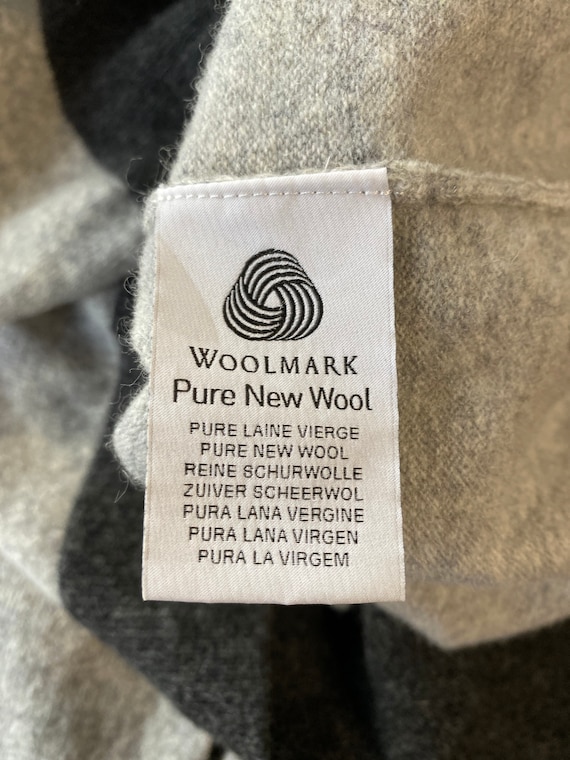 WOOLMARK
Pure New Wool
PURE LAINE VIERGE
PURE NEW WOOL
REINE SCHURWOLLE
ZUIVER SCHEERWOL
PURA LANA VERGINE
PURA LANA VIRGEN
PURA LA VIRGEM